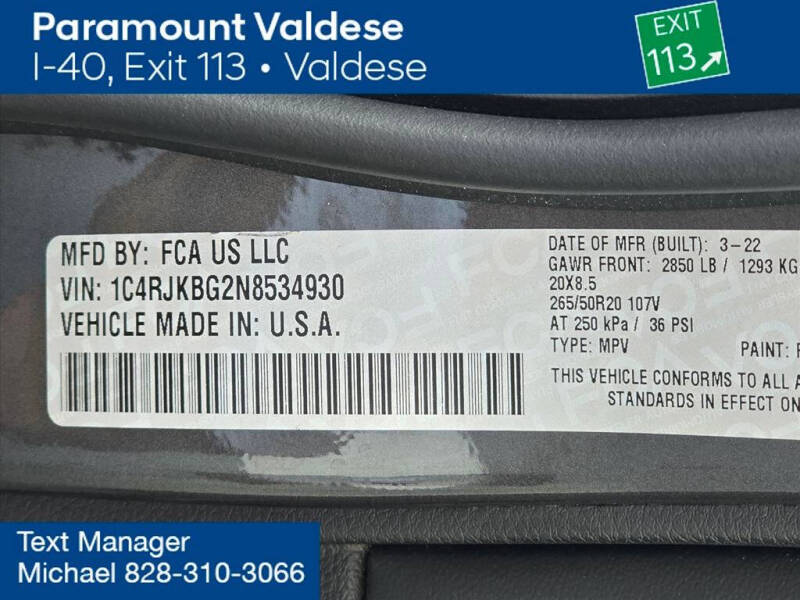 Paramount Valdese
I-40, Exit 113 • Valdese
EXIT
113
MFD BY: FCA US LLC
VIN: 1C4RJKBG2N8534930
VEHICLE MADE IN: U.S.A.
DATE OF MFR (BUILT): 3-22
GAWR FRONT: 2850 LB / 1293 KG
20X8.5
265/50R20 107V
AT 250 kPa / 36 PSI
TYPE: MPV
PAINT:
THIS VEHICLE CONFORMS TO ALL
STANDARDS IN EFFECT ON
Text Manager
Michael 828-310-3066